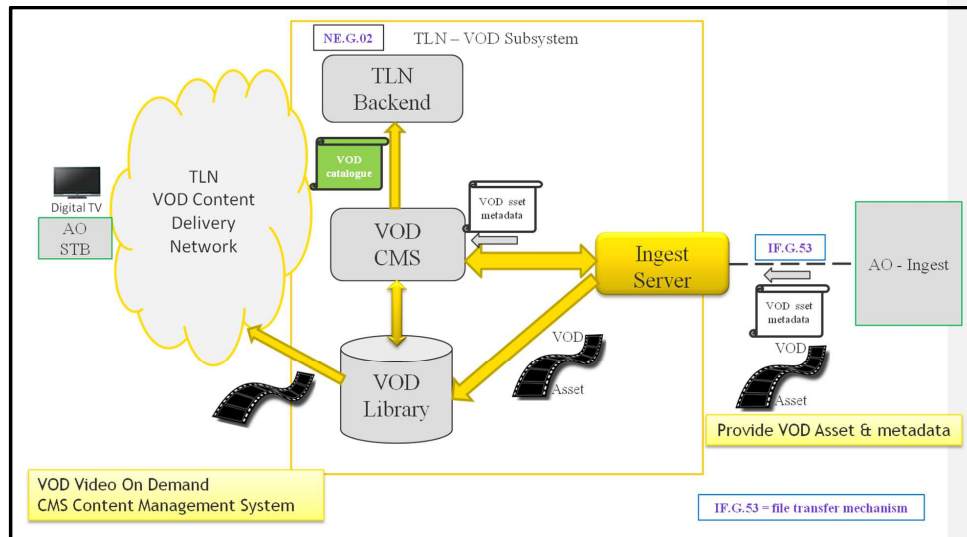 NE.G.02
TLN – VOD Subsystem
TLN
Backend
VOD
catalogue
TLN
VOD Content
Delivery
Network
Digital TV
AO
STB
VOD sset
metadata
VOD
CMS
Ingest
Server
IF.G.53
AO - Ingest
VOD sset
metadata
VOD
Asset
VOD
Asset
VOD
Library
Provide VOD Asset & metadata
VOD Video On Demand
CMS Content Management System
IF.G.53 = file transfer mechanism